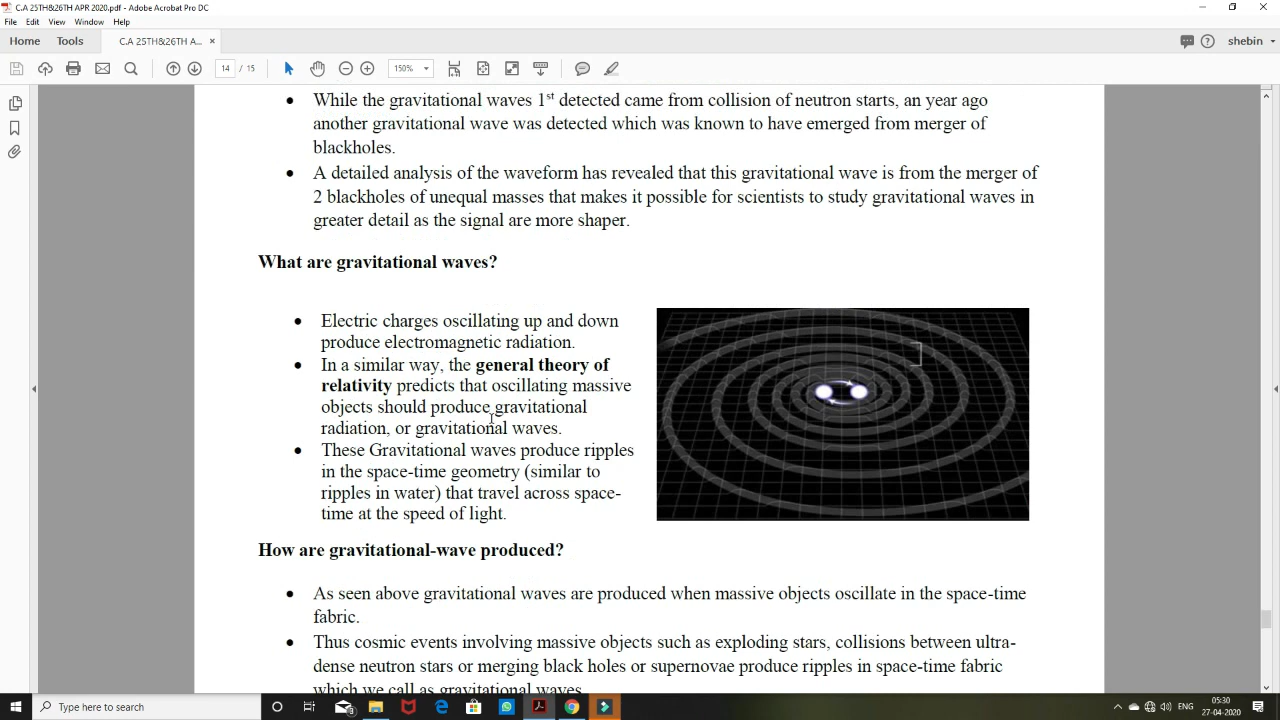 C.A 25TH&26TH APR 2020.pdf - Adobe Acrobat Pro DC
File Edit View Window Help
Home Tools C.A 25TH&26TH A... × ? shebin
14 / 15 150%
• While the gravitational waves 1st detected came from collision of neutron starts, an year ago
another gravitational wave was detected which was known to have emerged from merger of
blackholes.
• A detailed analysis of the waveform has revealed that this gravitational wave is from the merger of
2 blackholes of unequal masses that makes it possible for scientists to study gravitational waves in
greater detail as the signal are more shaper.
What are gravitational waves?
• Electric charges oscillating up and down
produce electromagnetic radiation.
• In a similar way, the general theory of
relativity predicts that oscillating massive
objects should produce gravitational
radiation, or gravitational waves.
• These Gravitational waves produce ripples
in the space-time geometry (similar to
ripples in water) that travel across space-
time at the speed of light.
How are gravitational-wave produced?
• As seen above gravitational waves are produced when massive objects oscillate in the space-time
fabric.
• Thus cosmic events involving massive objects such as exploding stars, collisions between ultra-
dense neutron stars or merging black holes or supernovae produce ripples in space-time fabric
which we call as gravitational waves
Type here to search
ENG
05:30
27-04-2020